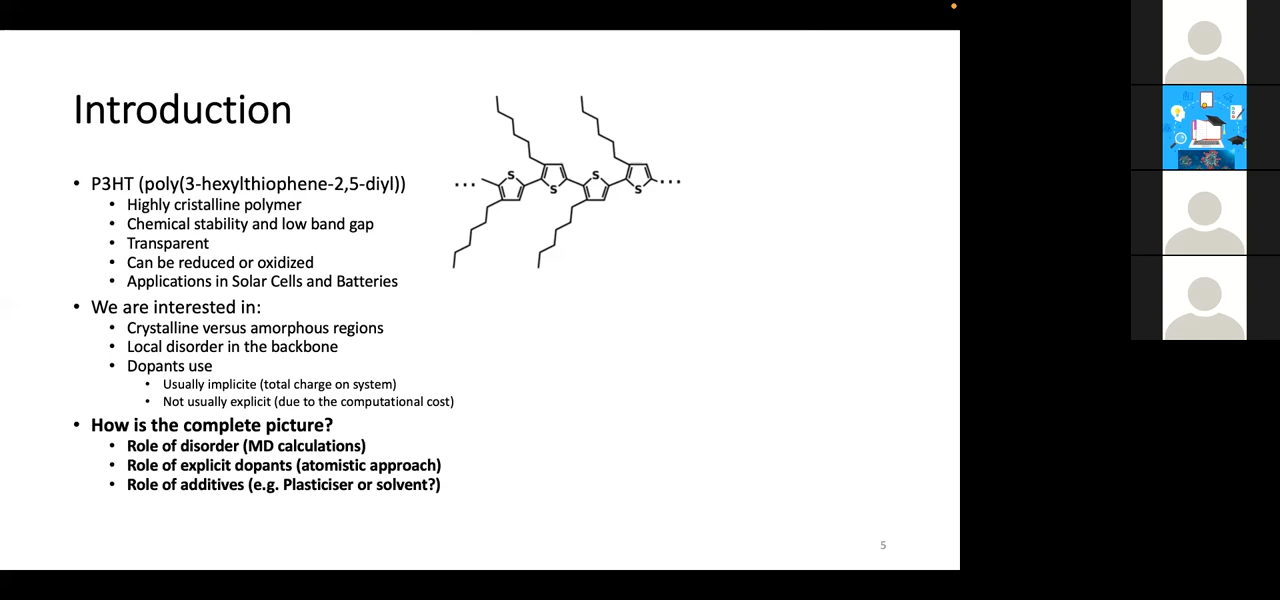 Introduction
• P3HT (poly(3-hexylthiophene-2,5-diyl))
• Highly cristalline polymer
• Chemical stability and low band gap
• Transparent
• Can be reduced or oxidized
• Applications in Solar Cells and Batteries
• We are interested in:
• Crystalline versus amorphous regions
• Local disorder in the backbone
• Dopants use
• Usually implicite (total charge on system)
• Not usually explicit (due to the computational cost)
• How is the complete picture?
• Role of disorder (MD calculations)
• Role of explicit dopants (atomistic approach)
• Role of additives (e.g. Plasticiser or solvent?)
S
S
S
S
5